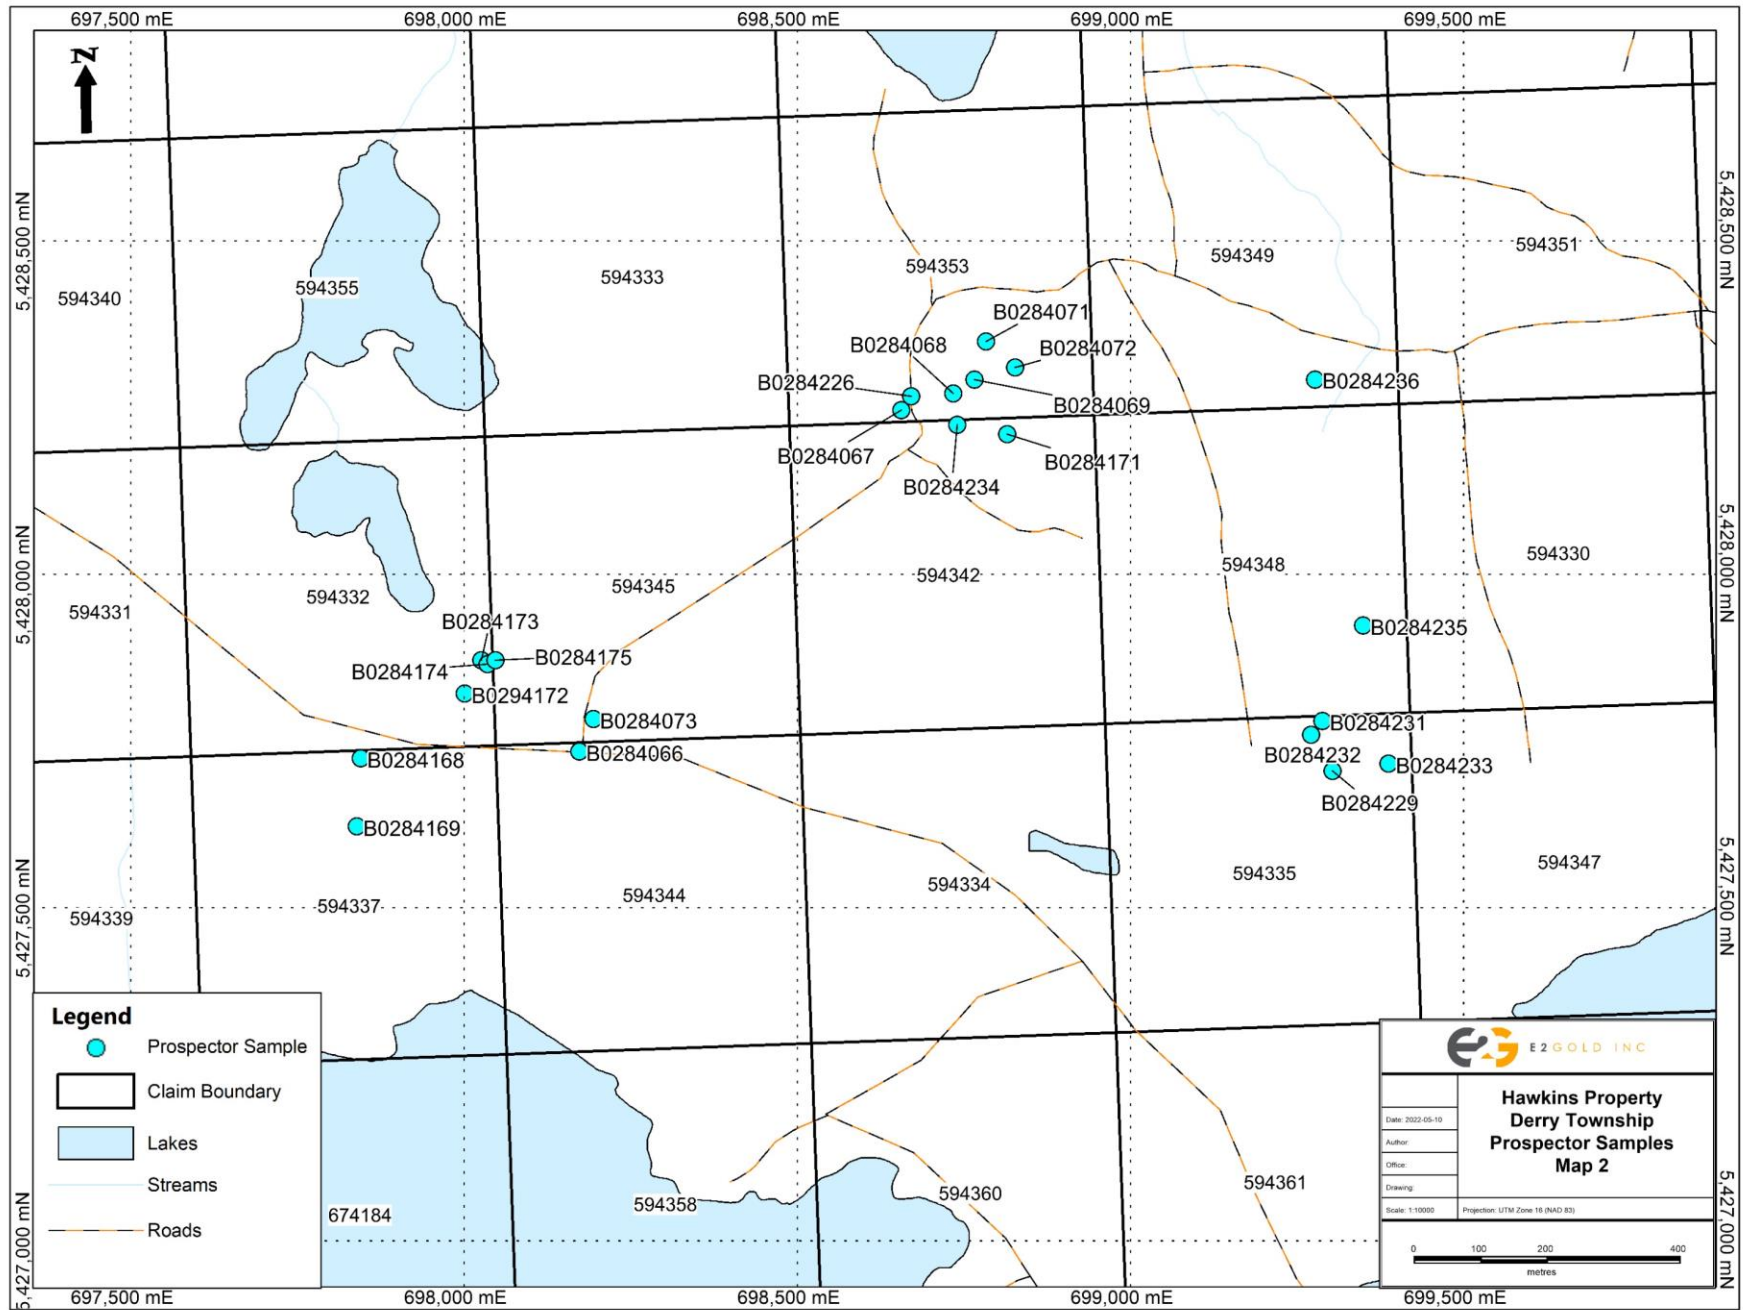 697,500 mE
698,000 mE
698,500 mE
699,000 mE
699,500 mE
N
5,428,500 mN
5,428,500 mN
594340
594355
594333
594353
594349
594351
B0284071
B0284068
B0284072
B0284226
B0284236
B0284069
B0284067
B0284171
B0284234
5,428,000 mN
5,428,000 mN
594331
594332
594345
594342
594348
594330
B0284173
B0284235
B0284174
B0284175
B0294172
B0284073
B0284231
B0284168
B0284066
B0284232
B0284233
B0284229
B0284169
5,427,500 mN
5,427,500 mN
594339
594337
594344
594334
594335
594347
Legend
Prospector Sample
Claim Boundary
Lakes
Streams
Roads
674184
594358
594360
594361
5,427,000 mN
5,427,000 mN
E2G
E2GOLD INC
Hawkins Property
Derry Township
Prospector Samples
Map 2
Date: 2022-05-10
Author:
Office:
Drawing:
Scale: 1:10000
Projection: UTM Zone 16 (NAD 83)
0 100 200 400
metres
697,500 mE
698,000 mE
698,500 mE
699,000 mE
699,500 mE